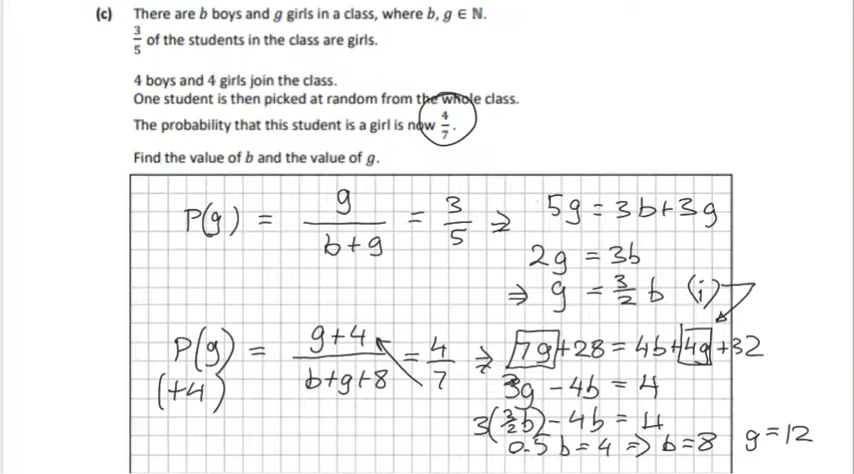 (c) There are b boys and g girls in a class, where b, g ∈ ℕ.
3/5 of the students in the class are girls.
4 boys and 4 girls join the class.
One student is then picked at random from the whole class.
The probability that this student is a girl is now 4/7.
Find the value of b and the value of g.
P(g) = g/(b+g) = 3/5 ⇒ 5g = 3b+3g
2g = 3b
⇒ g = 3/2 b (i)
P(g) (+4) = (g+4)/(b+g+8) = 4/7 ⇒ 7g+28 = 4b+4g+32
3g - 4b = 4
3(3/2 b) - 4b = 4
0.5b = 4 ⇒ b = 8 g = 12